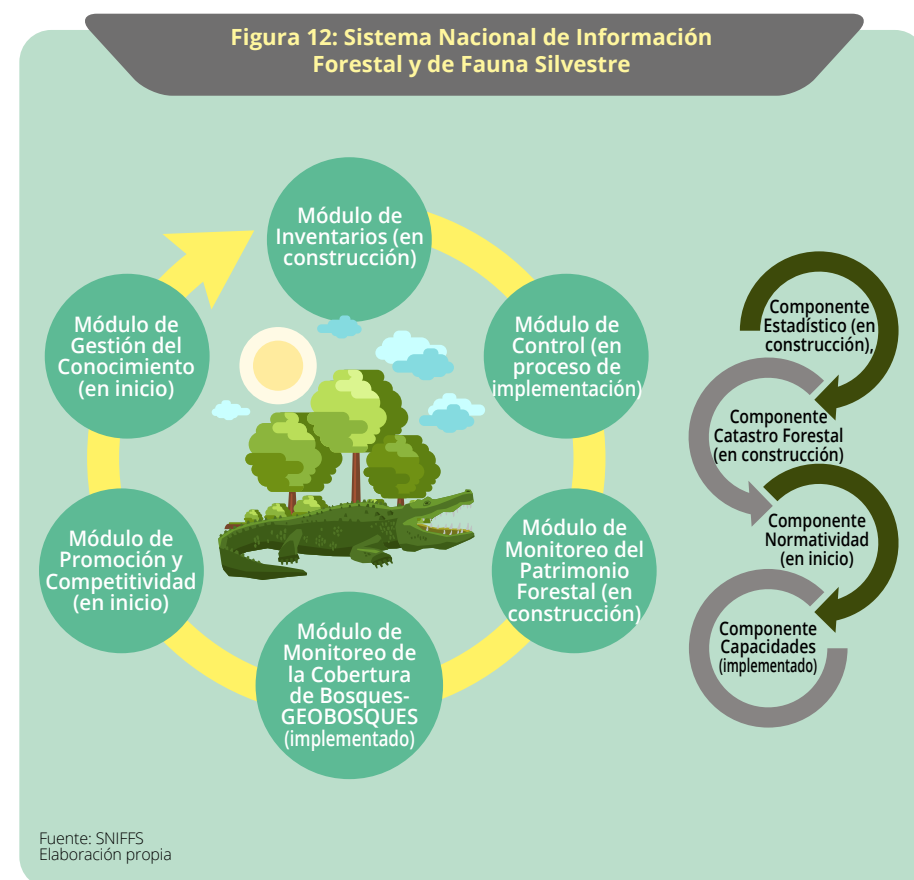 Figura 12: Sistema Nacional de Información
Forestal y de Fauna Silvestre
Módulo de
Inventarios (en
construcción)
Módulo de
Control (en
proceso de
implementación)
Módulo de
Monitoreo del
Patrimonio
Forestal (en
construcción)
Módulo de
Monitoreo de
la Cobertura
de Bosques-
GEOBOSQUES
(implementado)
Módulo de
Promoción y
Competitividad
(en inicio)
Módulo de
Gestión del
Conocimiento
(en inicio)
Componente
Estadístico (en
construcción),
Componente
Catastro Forestal
(en construcción)
Componente
Normatividad
(en inicio)
Componente
Capacidades
(implementado)
Fuente: SNIFFS
Elaboración propia